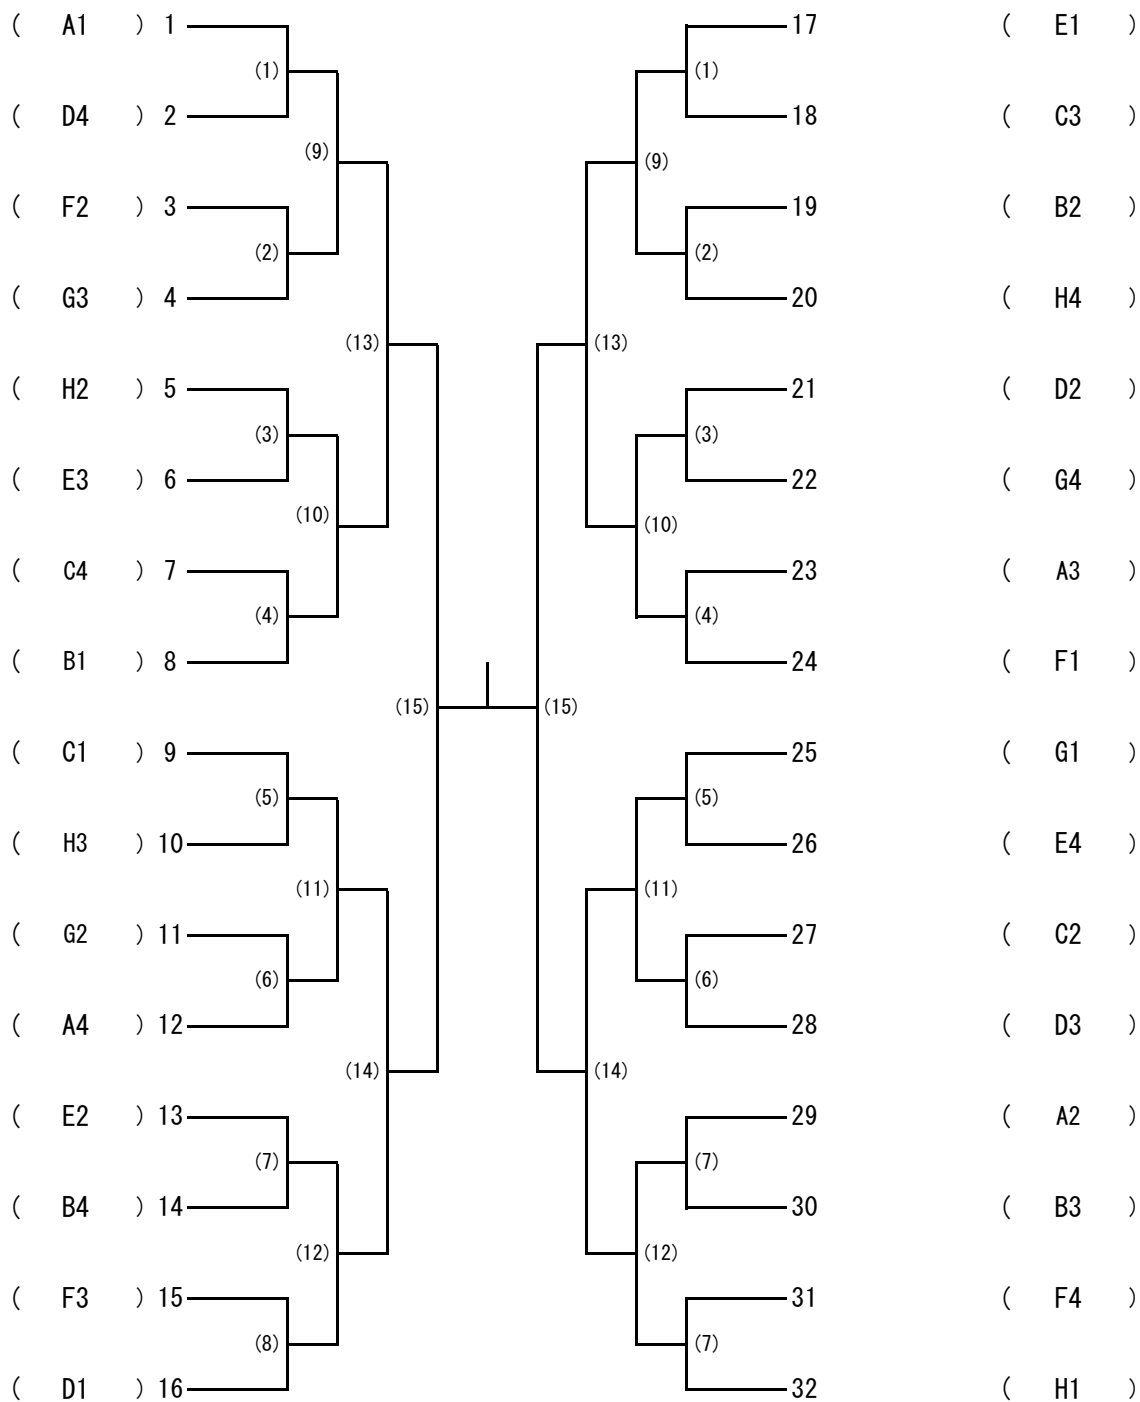 ( A1 ) 1 17 ( E1 )
(1) (1)
( D4 ) 2 18 ( C3 )
(9) (9)
( F2 ) 3 19 ( B2 )
(2) (2)
( G3 ) 4 20 ( H4 )
(13) (13)
( H2 ) 5 21 ( D2 )
(3) (3)
( E3 ) 6 22 ( G4 )
(10) (10)
( C4 ) 7 23 ( A3 )
(4) (4)
( B1 ) 8 24 ( F1 )
(15) (15)
( C1 ) 9 25 ( G1 )
(5) (5)
( H3 ) 10 26 ( E4 )
(11) (11)
( G2 ) 11 27 ( C2 )
(6) (6)
( A4 ) 12 28 ( D3 )
(14) (14)
( E2 ) 13 29 ( A2 )
(7) (7)
( B4 ) 14 30 ( B3 )
(12) (12)
( F3 ) 15 31 ( F4 )
(8) (7)
( D1 ) 16 32 ( H1 )